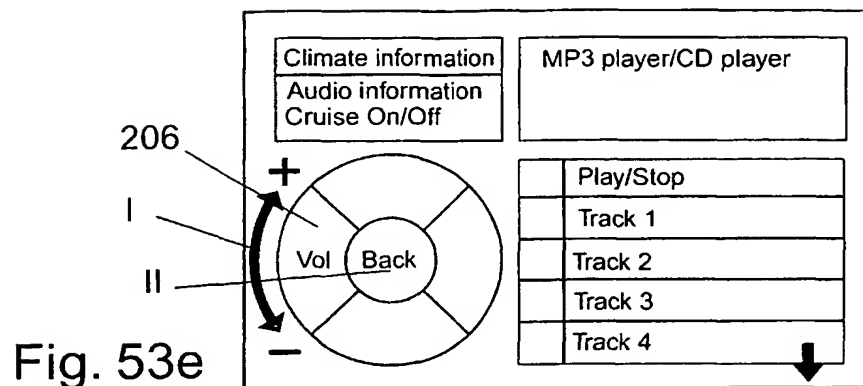 Climate information
Audio information
Cruise On/Off
MP3 player/CD player
206
+
I
Vol
Back
II
−
Play/Stop
Track 1
Track 2
Track 3
Track 4
Fig. 53e